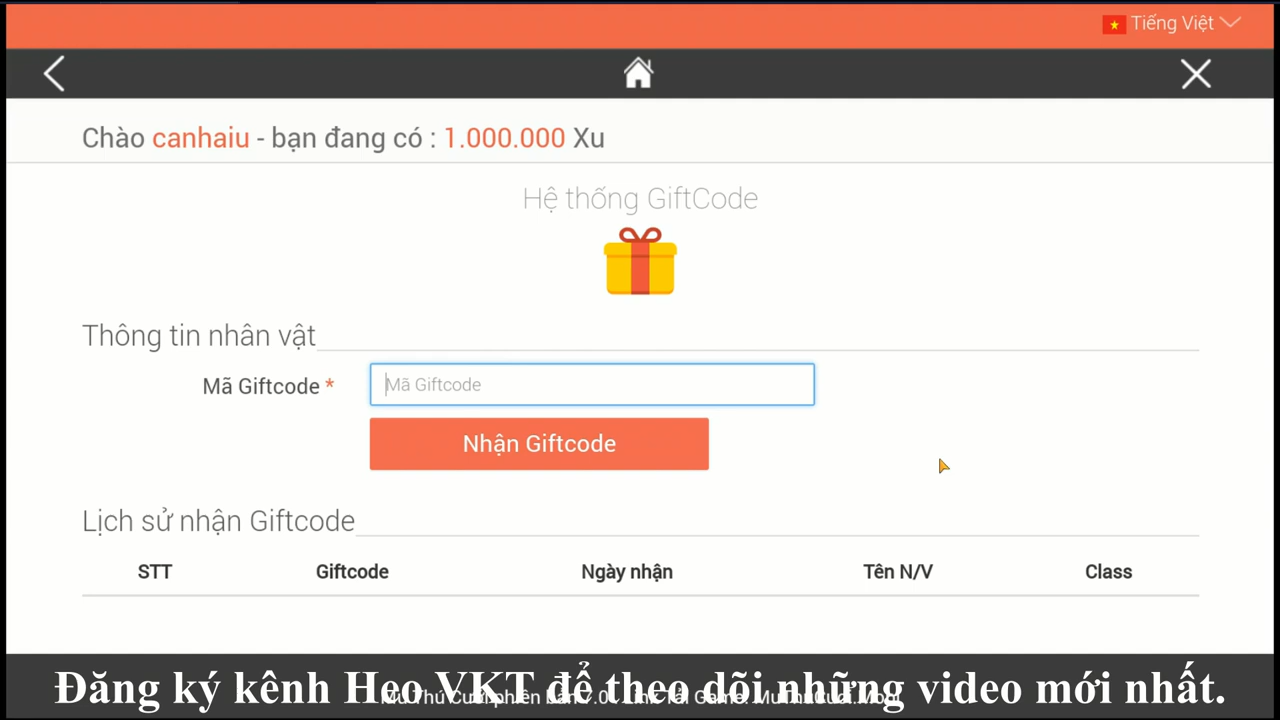 Tiếng Việt
Chào canhaiu - bạn đang có : 1.000.000 Xu
Hệ thống GiftCode
Thông tin nhân vật
Mã Giftcode *
Mã Giftcode
Nhận Giftcode
Lịch sử nhận Giftcode
STT Giftcode Ngày nhận Tên N/V Class
Đăng ký kênh Heo VKT để theo dõi những video mới nhất.